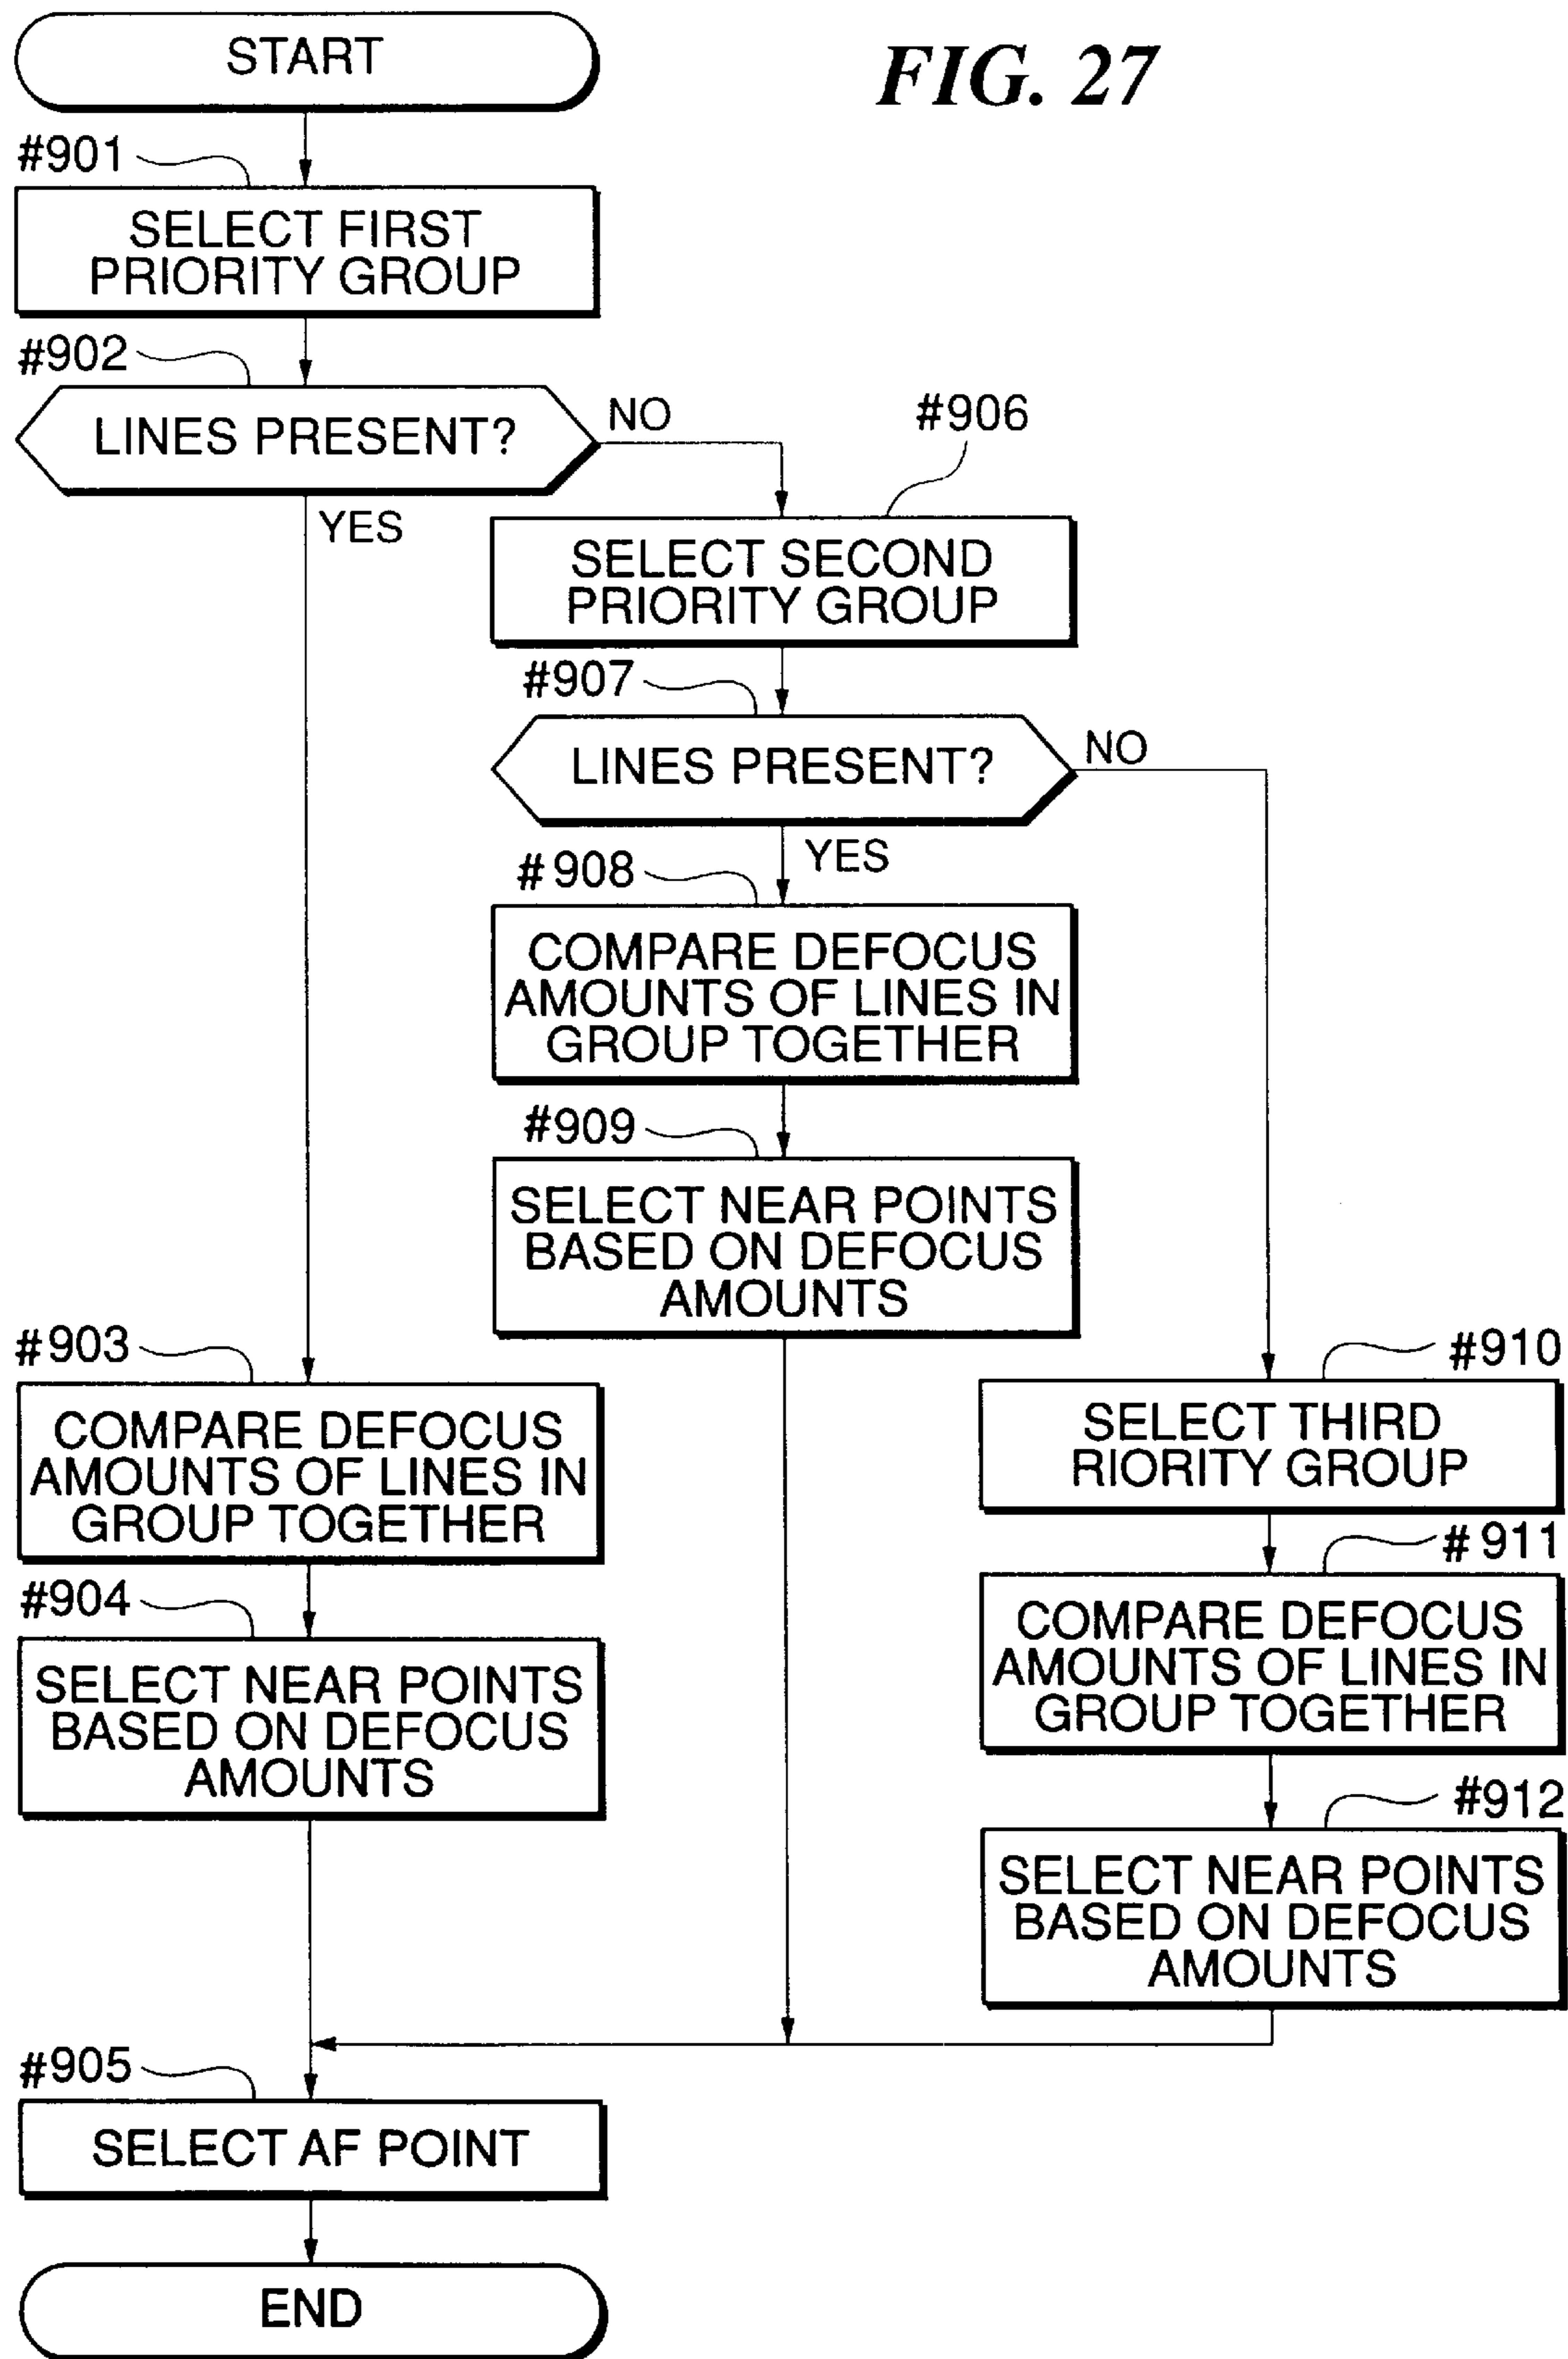 START
FIG. 27
#901
SELECT FIRST
PRIORITY GROUP
#902
LINES PRESENT?
NO
YES
#906
SELECT SECOND
PRIORITY GROUP
#907
LINES PRESENT?
NO
YES
#908
COMPARE DEFOCUS
AMOUNTS OF LINES IN
GROUP TOGETHER
#909
SELECT NEAR POINTS
BASED ON DEFOCUS
AMOUNTS
#903
COMPARE DEFOCUS
AMOUNTS OF LINES IN
GROUP TOGETHER
#904
SELECT NEAR POINTS
BASED ON DEFOCUS
AMOUNTS
#910
SELECT THIRD
RIORITY GROUP
#911
COMPARE DEFOCUS
AMOUNTS OF LINES IN
GROUP TOGETHER
#912
SELECT NEAR POINTS
BASED ON DEFOCUS
AMOUNTS
#905
SELECT AF POINT
END